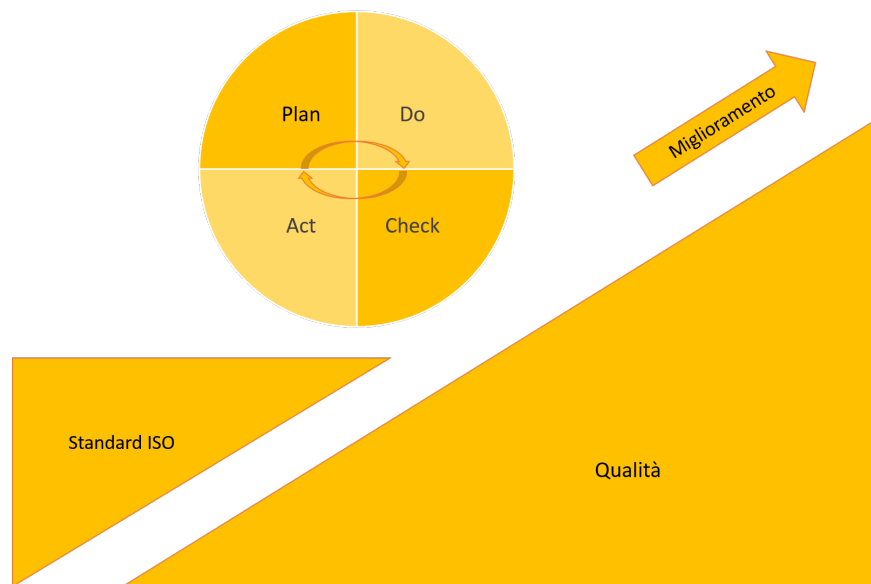 Plan
Do
Act
Check
Miglioramento
Standard ISO
Qualità